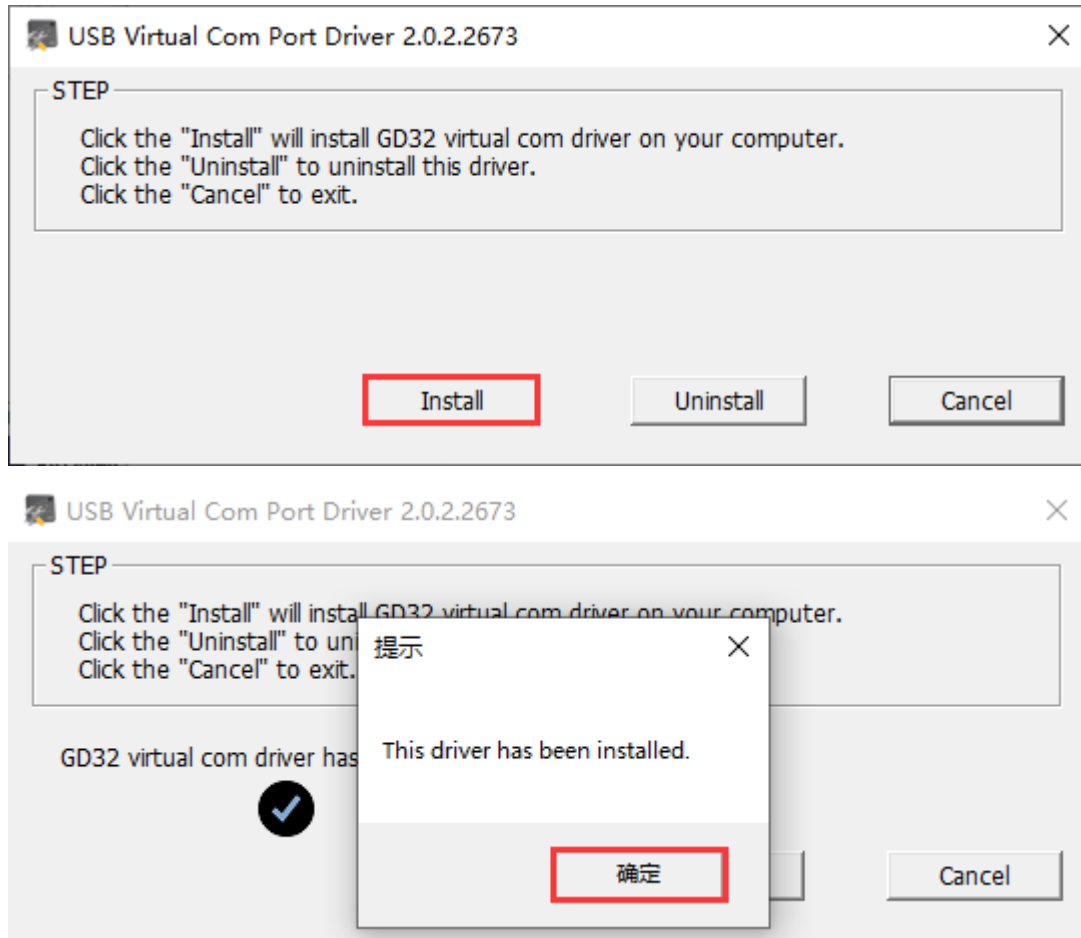 USB Virtual Com Port Driver 2.0.2.2673
STEP
Click the "Install" will install GD32 virtual com driver on your computer.
Click the "Uninstall" to uninstall this driver.
Click the "Cancel" to exit.
Install
Uninstall
Cancel
USB Virtual Com Port Driver 2.0.2.2673
STEP
Click the "Install" will install GD32 virtual com driver on your computer.
Click the "Uninstall" to uni
Click the "Cancel" to exit.
提示
GD32 virtual com driver has
This driver has been installed.
确定
Cancel